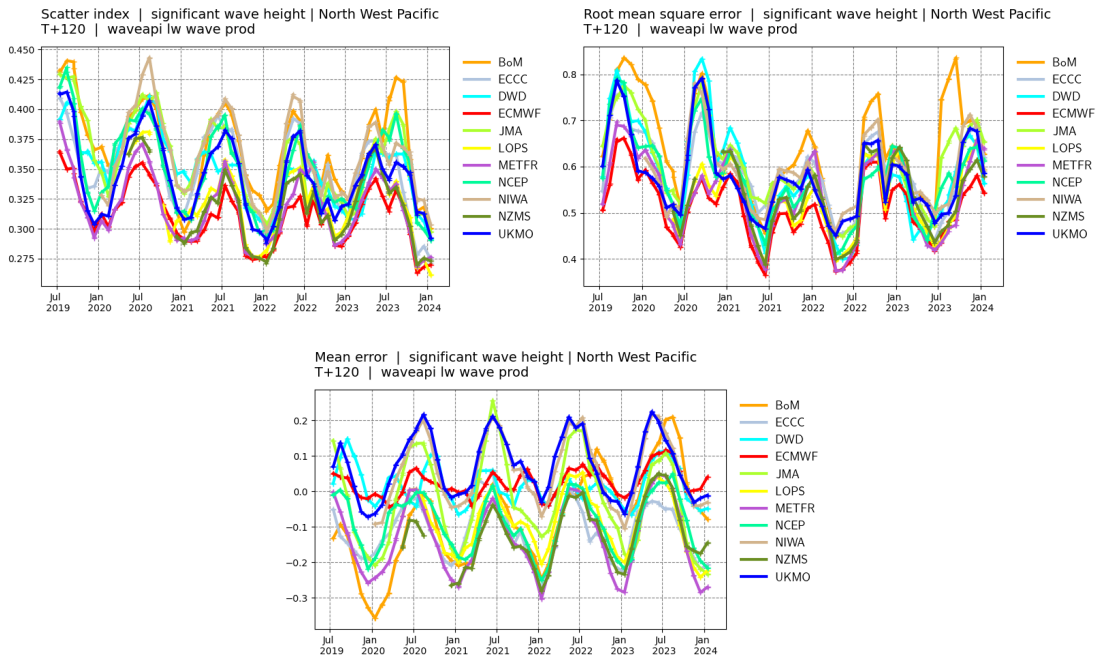 Scatter index | significant wave height | North West Pacific
T+120 | waveapi lw wave prod
0.450
0.425
0.400
0.375
0.350
0.325
0.300
0.275
Jul 2019
Jan 2020
Jul 2020
Jan 2021
Jul 2021
Jan 2022
Jul 2022
Jan 2023
Jul 2023
Jan 2024
BoM
ECCC
DWD
ECMWF
JMA
LOPS
METFR
NCEP
NIWA
NZMS
UKMO
Root mean square error | significant wave height | North West Pacific
T+120 | waveapi lw wave prod
0.8
0.7
0.6
0.5
0.4
Jul 2019
Jan 2020
Jul 2020
Jan 2021
Jul 2021
Jan 2022
Jul 2022
Jan 2023
Jul 2023
Jan 2024
BoM
ECCC
DWD
ECMWF
JMA
LOPS
METFR
NCEP
NIWA
NZMS
UKMO
Mean error | significant wave height | North West Pacific
T+120 | waveapi lw wave prod
0.2
0.1
0.0
−0.1
−0.2
−0.3
Jul 2019
Jan 2020
Jul 2020
Jan 2021
Jul 2021
Jan 2022
Jul 2022
Jan 2023
Jul 2023
Jan 2024
BoM
ECCC
DWD
ECMWF
JMA
LOPS
METFR
NCEP
NIWA
NZMS
UKMO